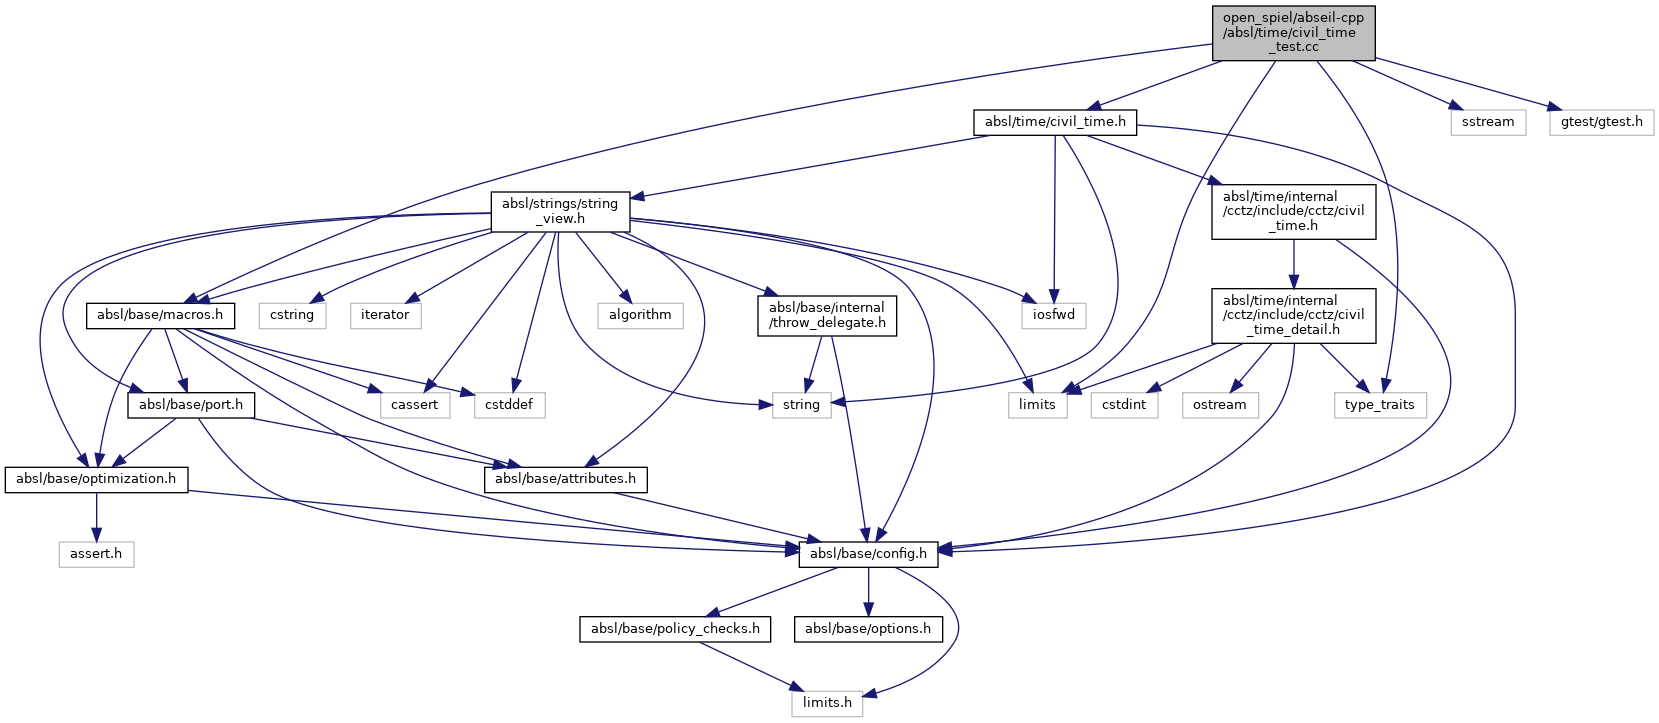 open_spiel/abseil-cpp
/absl/time/civil_time
_test.cc
absl/time/civil_time.h
sstream
gtest/gtest.h
absl/strings/string
_view.h
absl/time/internal
/cctz/include/cctz/civil
_time.h
absl/base/macros.h
cstring
iterator
algorithm
absl/base/internal
/throw_delegate.h
iosfwd
absl/time/internal
/cctz/include/cctz/civil
_time_detail.h
absl/base/port.h
cassert
cstddef
string
limits
cstdint
ostream
type_traits
absl/base/optimization.h
absl/base/attributes.h
assert.h
absl/base/config.h
absl/base/policy_checks.h
absl/base/options.h
limits.h